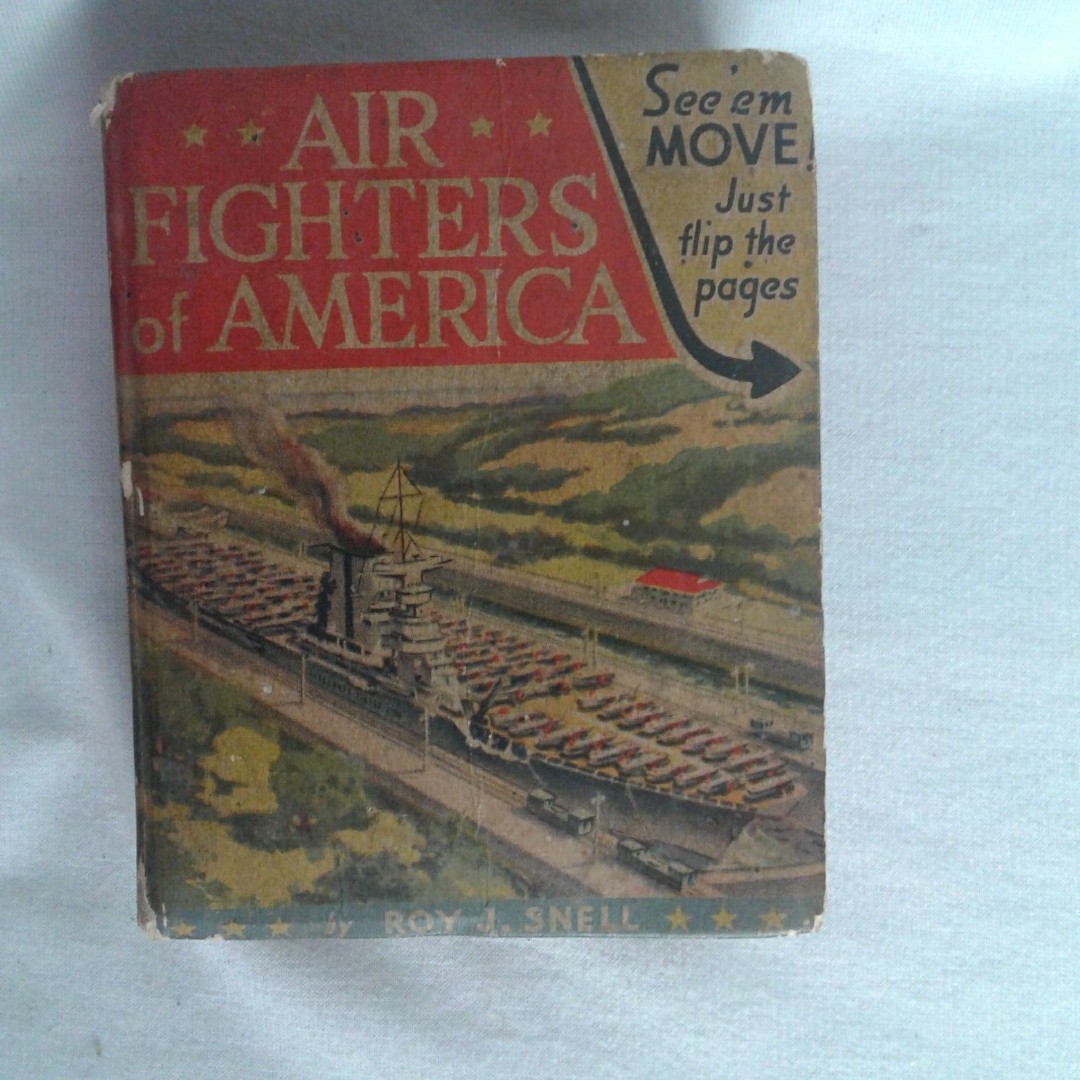 AIR
FIGHTERS
of AMERICA
See 'em
MOVE!
Just
flip the
pages
by ROY J. SNELL